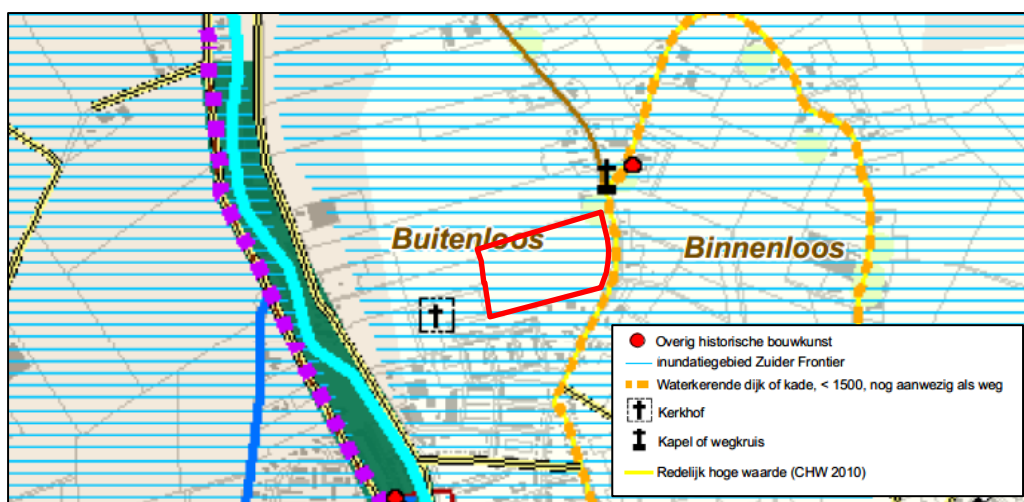 Buitenloos
Binnenloos
Overig historische bouwkunst
inundatiegebied Zuider Frontier
Waterkerende dijk of kade, < 1500, nog aanwezig als weg
Kerkhof
Kapel of wegkruis
Redelijk hoge waarde (CHW 2010)